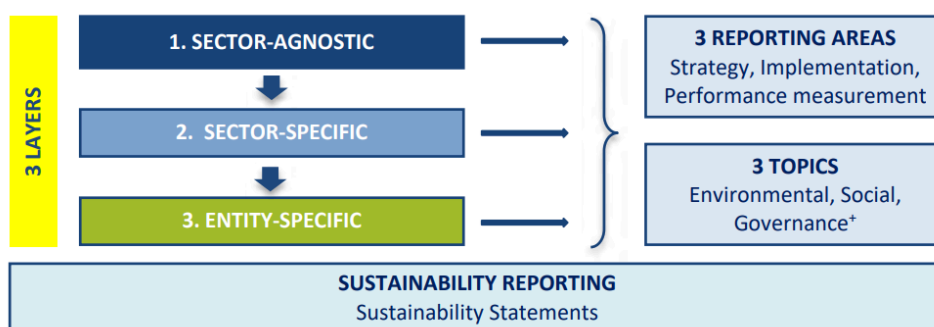 3 LAYERS
1. SECTOR-AGNOSTIC
2. SECTOR-SPECIFIC
3. ENTITY-SPECIFIC
3 REPORTING AREAS
Strategy, Implementation,
Performance measurement
3 TOPICS
Environmental, Social,
Governance⁺
SUSTAINABILITY REPORTING
Sustainability Statements